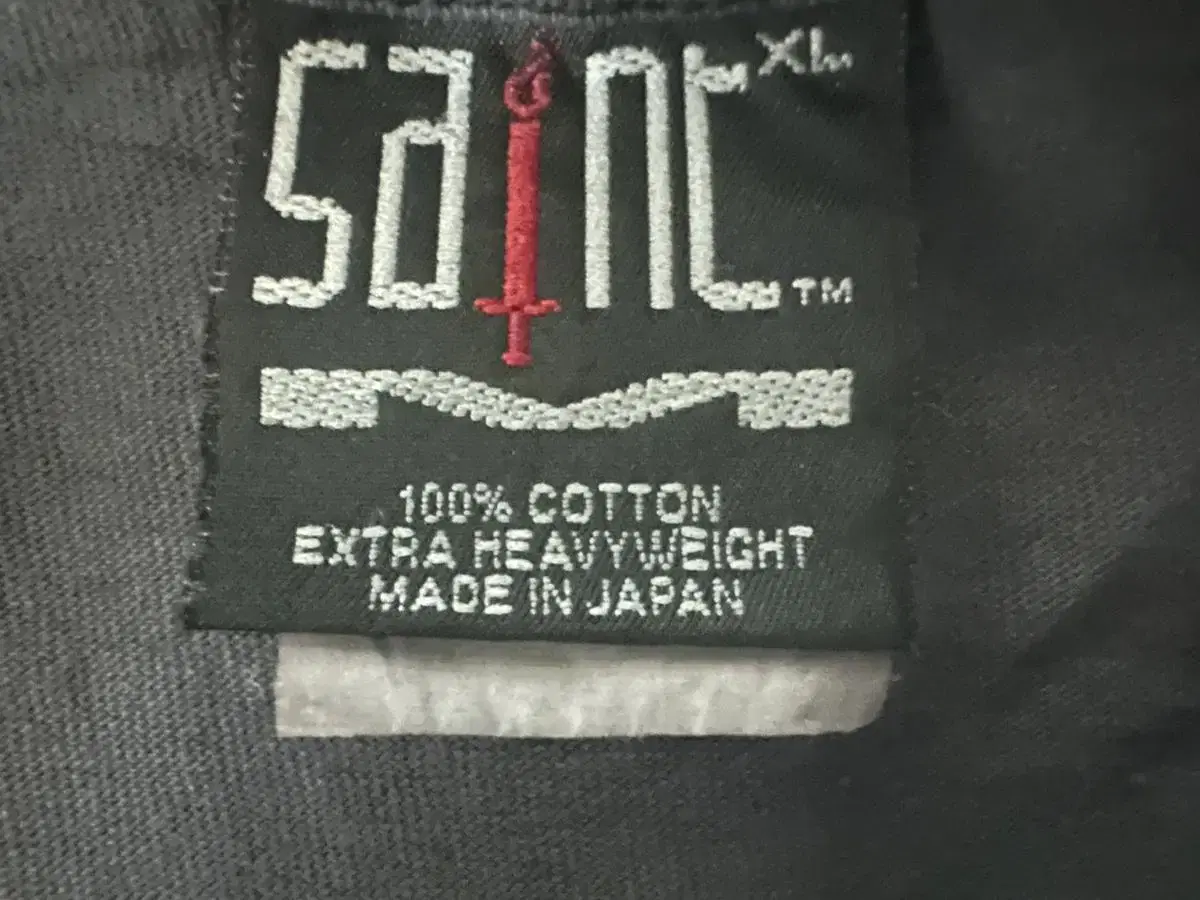 saint XL
TM
100% COTTON
EXTRA HEAVYWEIGHT
MADE IN JAPAN